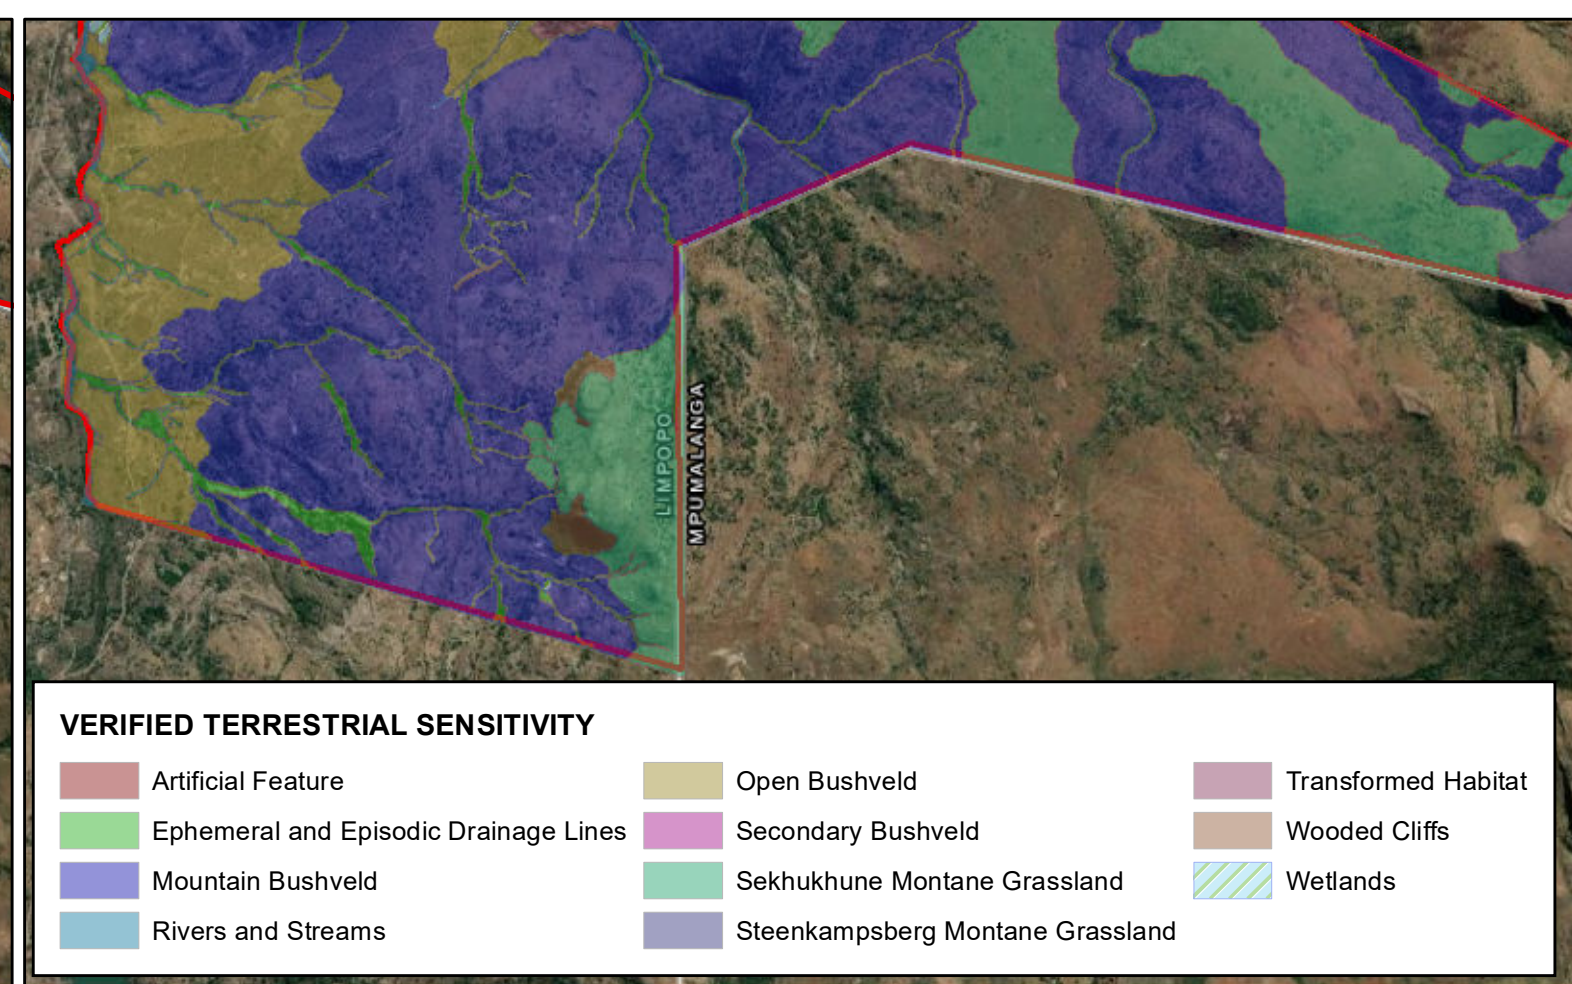 LIMPOPO
MPUMALANGA
VERIFIED TERRESTRIAL SENSITIVITY
Artificial Feature
Ephemeral and Episodic Drainage Lines
Mountain Bushveld
Rivers and Streams
Open Bushveld
Secondary Bushveld
Sekhukhune Montane Grassland
Steenkampsberg Montane Grassland
Transformed Habitat
Wooded Cliffs
Wetlands